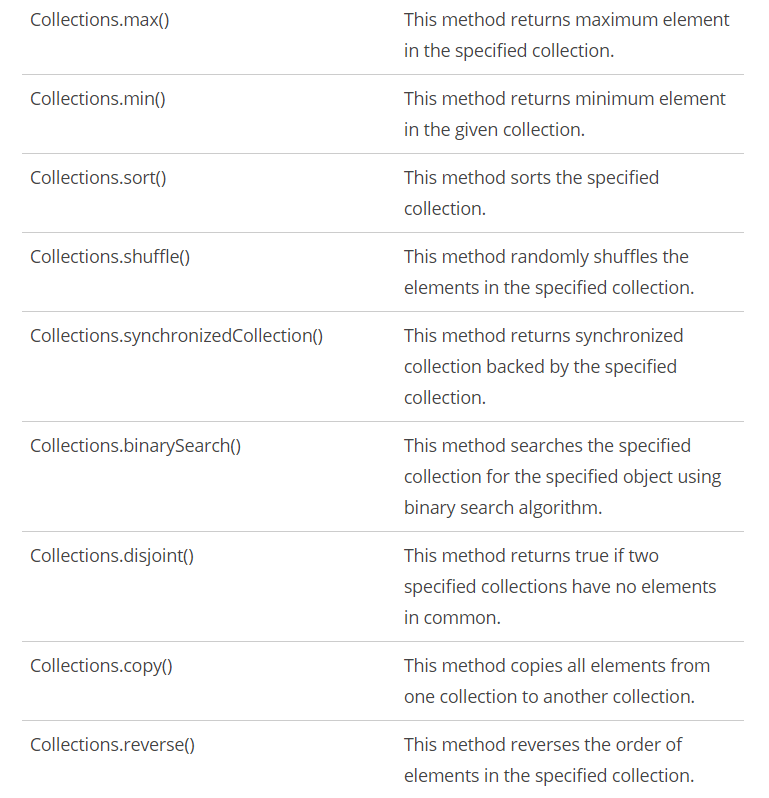 Collections.max() This method returns maximum element
in the specified collection.
Collections.min() This method returns minimum element
in the given collection.
Collections.sort() This method sorts the specified
collection.
Collections.shuffle() This method randomly shuffles the
elements in the specified collection.
Collections.synchronizedCollection() This method returns synchronized
collection backed by the specified
collection.
Collections.binarySearch() This method searches the specified
collection for the specified object using
binary search algorithm.
Collections.disjoint() This method returns true if two
specified collections have no elements
in common.
Collections.copy() This method copies all elements from
one collection to another collection.
Collections.reverse() This method reverses the order of
elements in the specified collection.